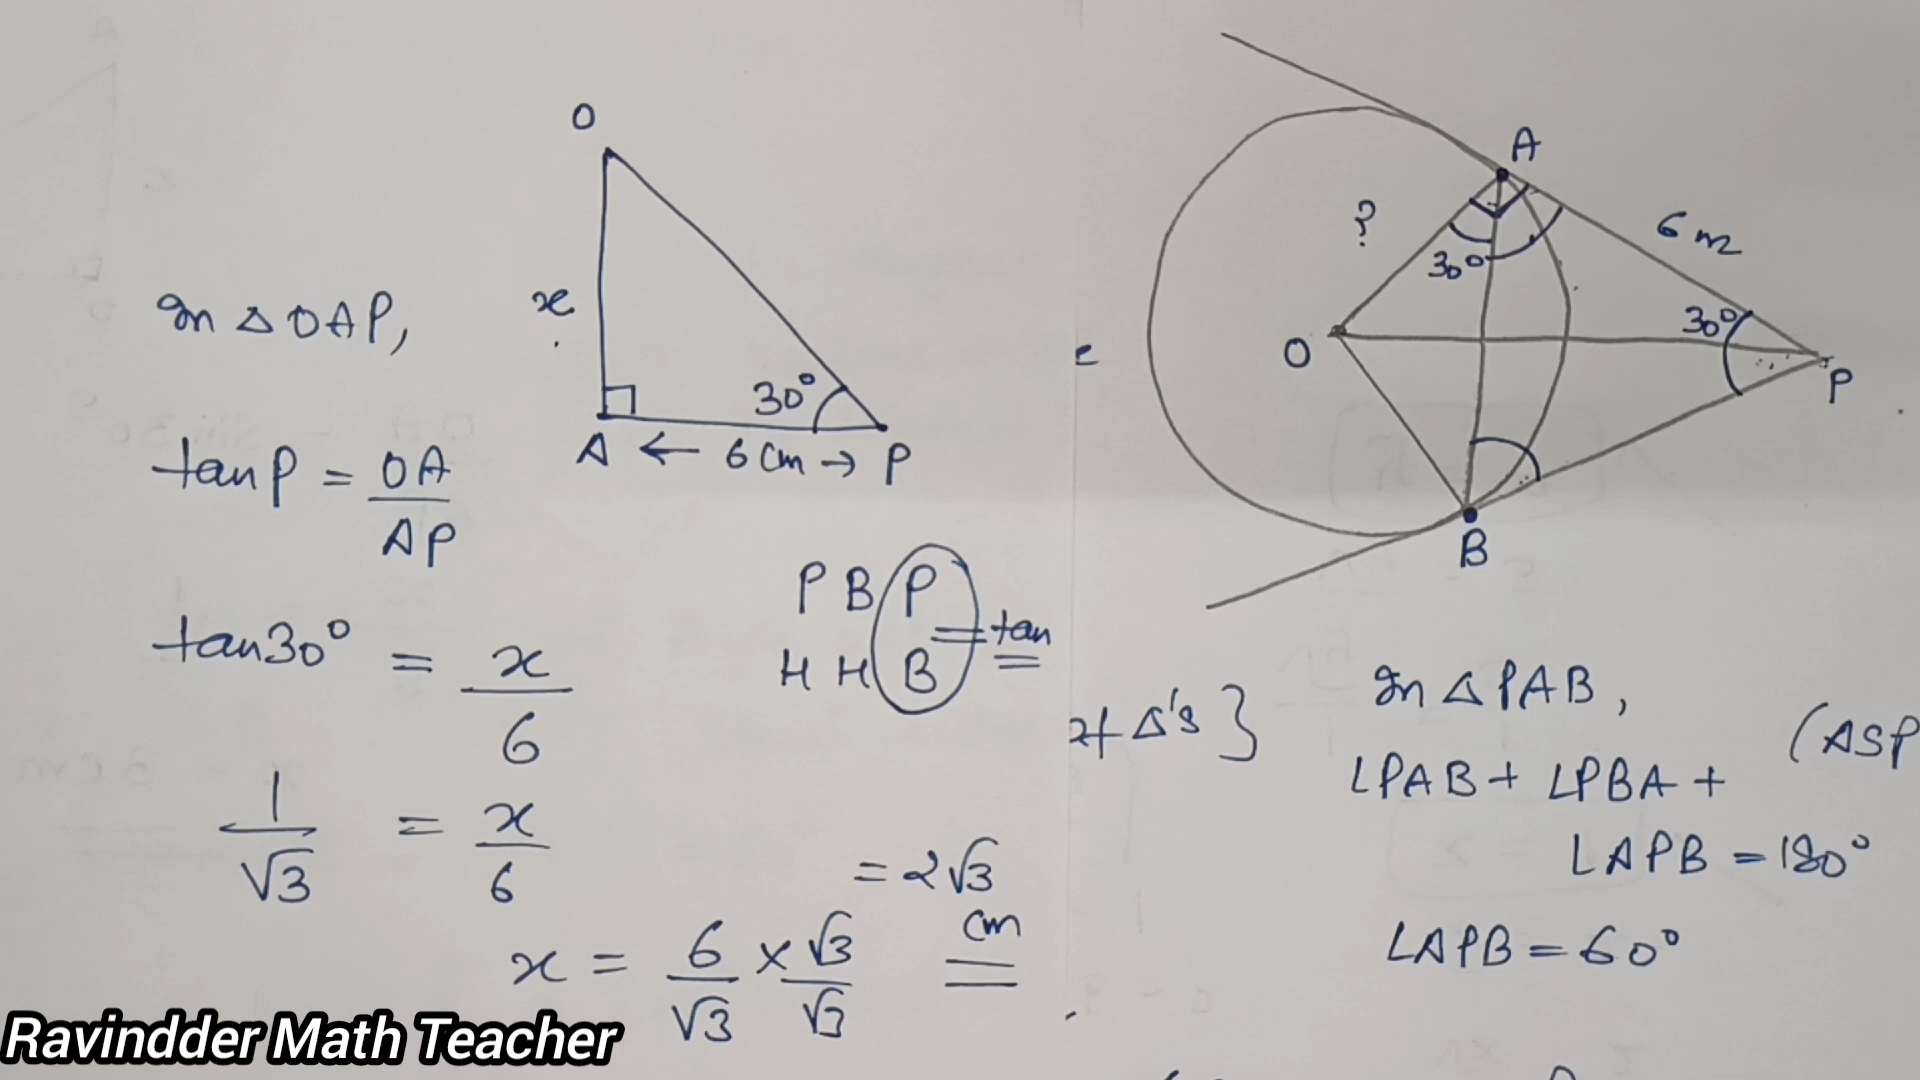 O
In △OAP,
x
30°
A ← 6 cm → P
tan P = OA
AP
P B P
H H B = tan
tan 30° = x
6
1 = x
√3 6
= 2√3
cm
x = 6 × √3
√3 √3
A
?
6 m
30°
30°
O
P
B
In △PAB,
∠PAB + ∠PBA +
∠APB = 180°
∠APB = 60°
△'s }
(ASP
Ravindder Math Teacher